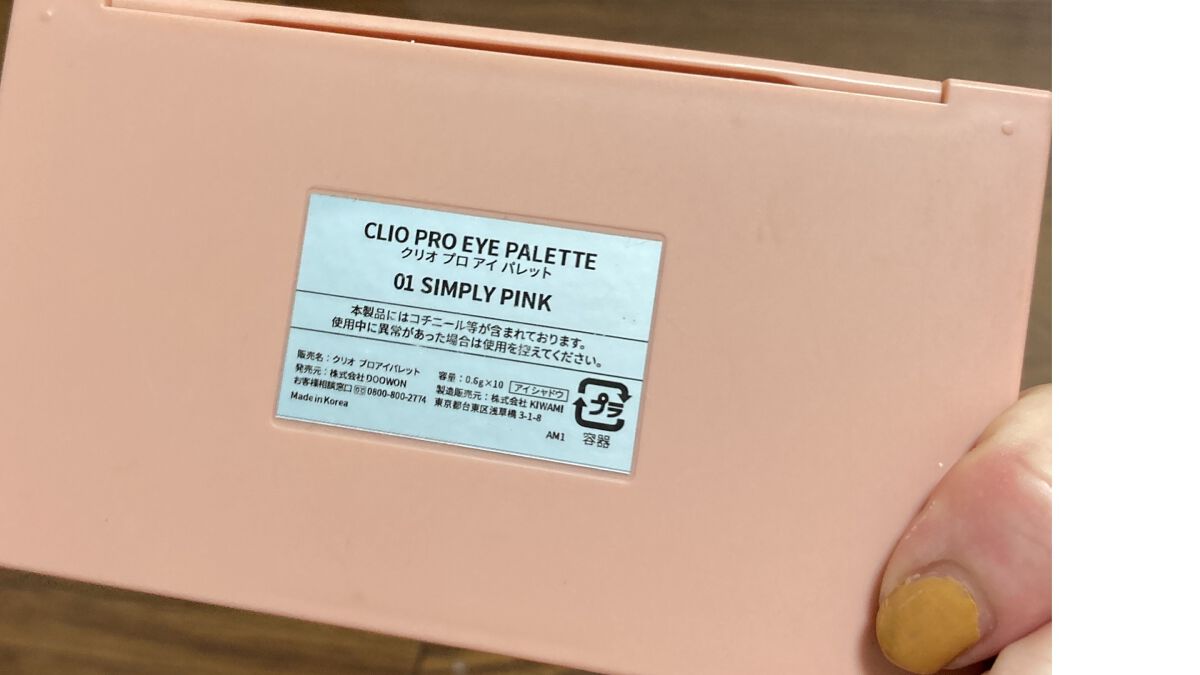 CLIO PRO EYE PALETTE
クリオ プロ アイ パレット
01 SIMPLY PINK
本製品にはコチニール等が含まれております。
使用中に異常があった場合は使用を控えてください。
販売名：クリオ プロアイパレット
発売元：株式会社DOOWON
お客様相談窓口 0800-800-2774
Made in Korea
容量：0.6g×10 アイシャドウ
製造販売元：株式会社 KIWAMI
東京都台東区浅草橋 3-1-8
AM1
プラ
容器